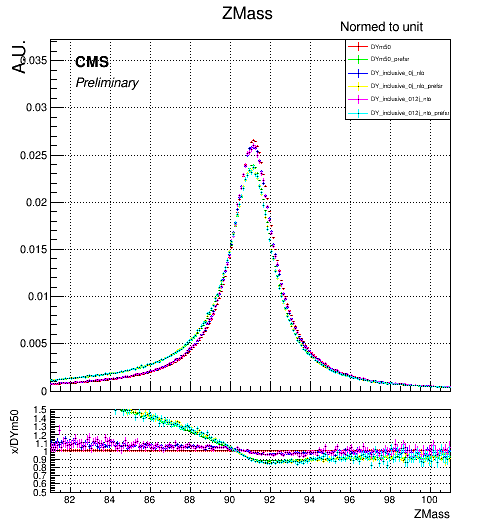 ZMass
Normed to unit
A.U.
CMS
Preliminary
DYm50
DYm50_prefsr
DY_inclusive_0j_nlo
DY_inclusive_0j_nlo_prefsr
DY_inclusive_012j_nlo
DY_inclusive_012j_nlo_prefsr
0.035
0.03
0.025
0.02
0.015
0.01
0.005
0
x/DYm50
1.5
1.4
1.3
1.2
1.1
1
0.9
0.8
0.7
0.6
0.5
82 84 86 88 90 92 94 96 98 100
ZMass